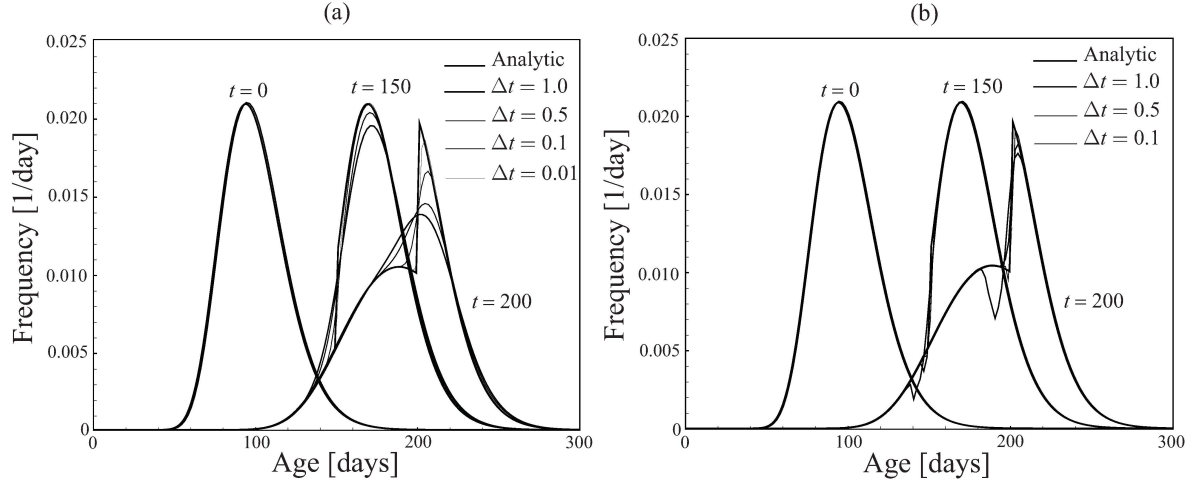 (a)
Frequency [1/day]
0.025
0.020
0.015
0.010
0.005
0
t = 0
t = 150
t = 200
Analytic
Δt = 1.0
Δt = 0.5
Δt = 0.1
Δt = 0.01
0 100 200 300
Age [days]
(b)
Frequency [1/day]
0.025
0.020
0.015
0.010
0.005
0
t = 0
t = 150
t = 200
Analytic
Δt = 1.0
Δt = 0.5
Δt = 0.1
0 100 200 300
Age [days]